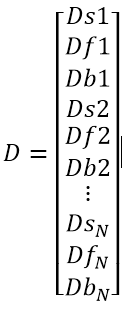 Ds1
Df1
Db1
Ds2
Df2
D = Db2
⋮
Ds_N
Df_N
Db_N